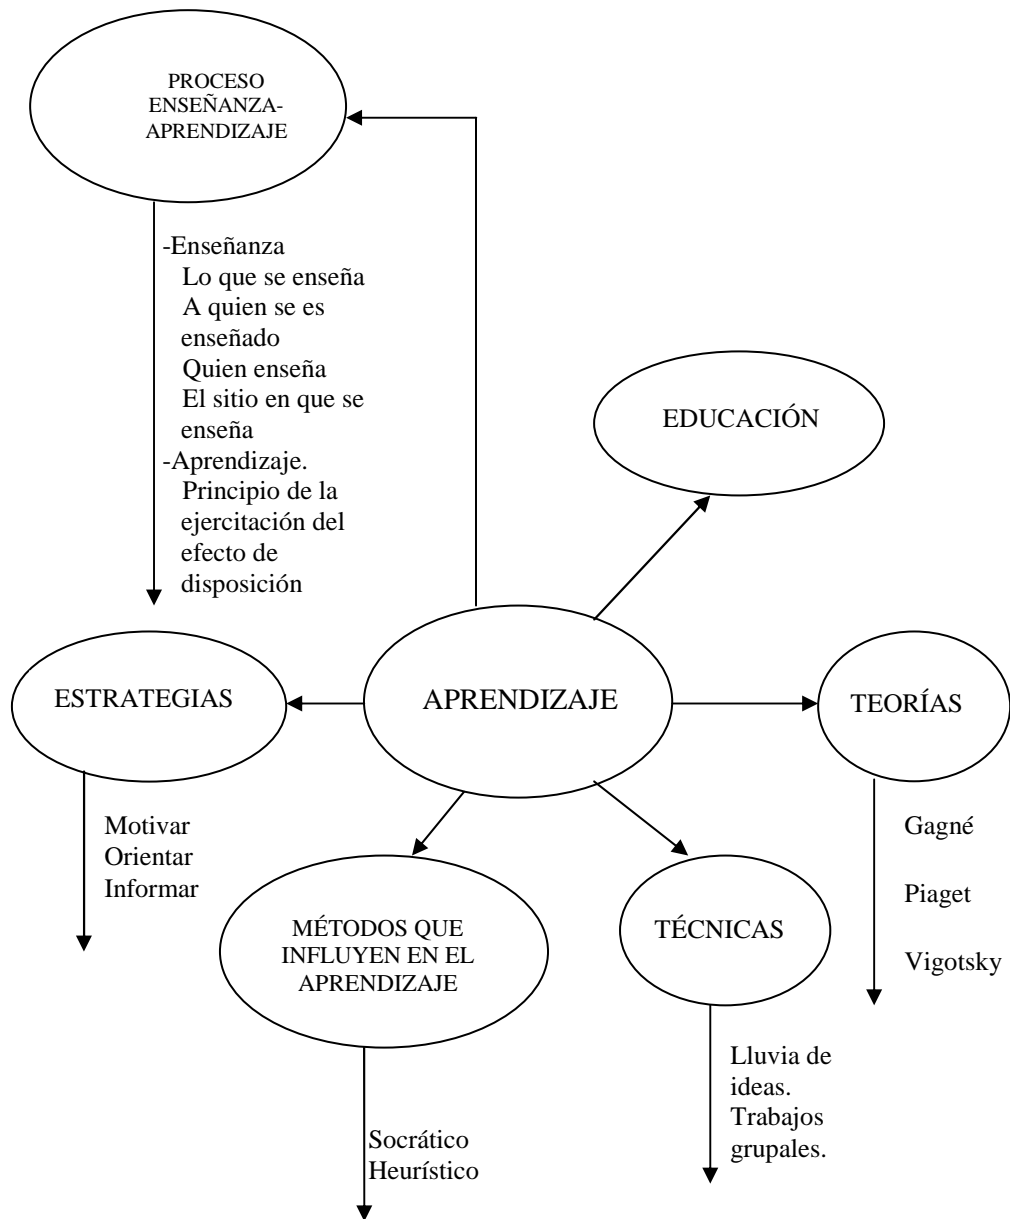 PROCESO
ENSEÑANZA-
APRENDIZAJE
-Enseñanza
Lo que se enseña
A quien se es
enseñado
Quien enseña
El sitio en que se
enseña
-Aprendizaje.
Principio de la
ejercitación del
efecto de
disposición
EDUCACIÓN
ESTRATEGIAS
APRENDIZAJE
TEORÍAS
Motivar
Orientar
Informar
MÉTODOS QUE
INFLUYEN EN EL
APRENDIZAJE
TÉCNICAS
Gagné
Piaget
Vigotsky
Socrático
Heurístico
Lluvia de
ideas.
Trabajos
grupales.